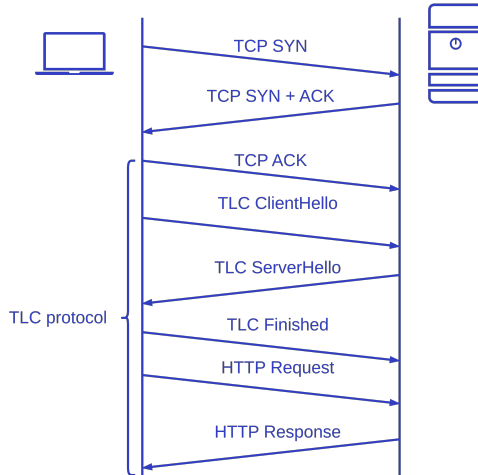 TCP SYN
TCP SYN + ACK
TCP ACK
TLC ClientHello
TLC ServerHello
TLC protocol
TLC Finished
HTTP Request
HTTP Response